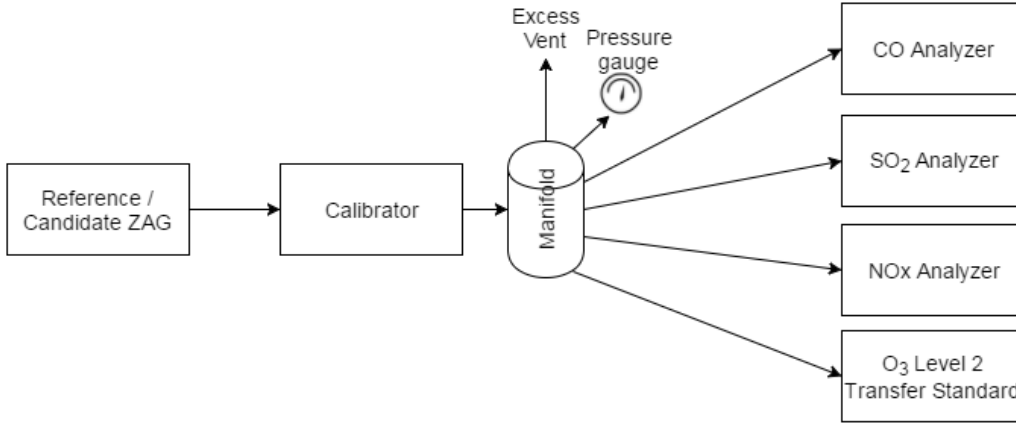 Excess
Vent
Pressure
gauge
CO Analyzer
SO₂ Analyzer
Reference /
Candidate ZAG
Calibrator
Manifold
NOx Analyzer
O₃ Level 2
Transfer Standard